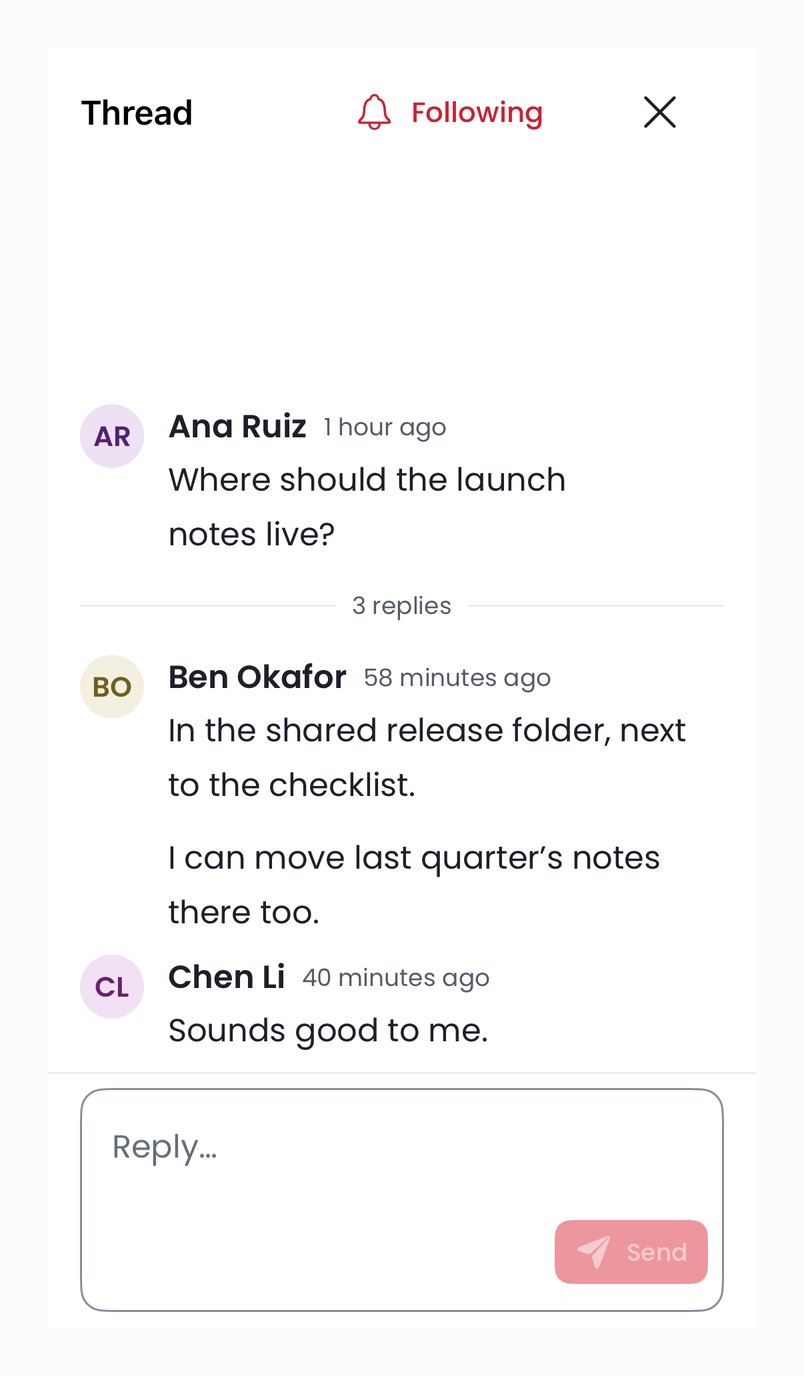 Thread
Following
AR
Ana Ruiz 1 hour ago
Where should the launch
notes live?
3 replies
BO
Ben Okafor 58 minutes ago
In the shared release folder, next
to the checklist.
I can move last quarter’s notes
there too.
CL
Chen Li 40 minutes ago
Sounds good to me.
Reply…
Send